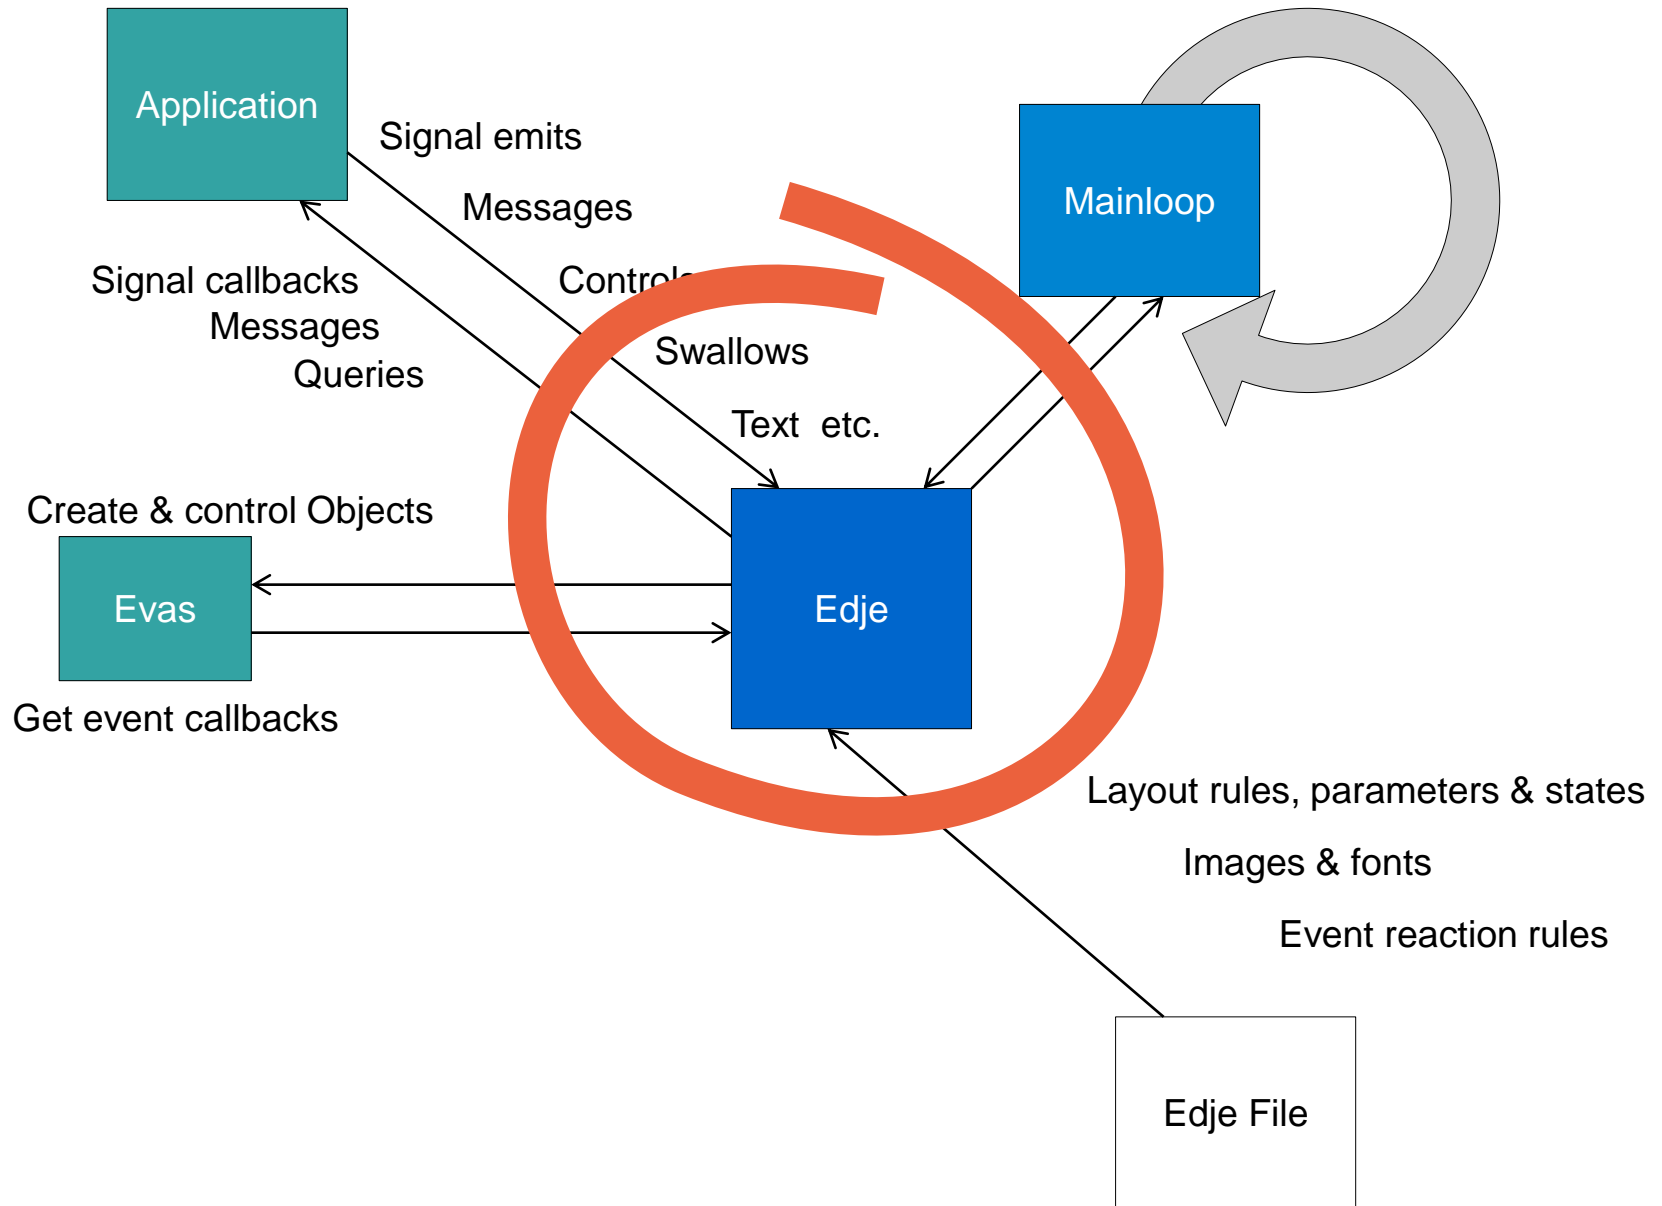 Application
Signal emits
Messages
Mainloop
Controls
Signal callbacks
Messages
Queries
Swallows
Text etc.
Create & control Objects
Evas
Edje
Get event callbacks
Layout rules, parameters & states
Images & fonts
Event reaction rules
Edje File